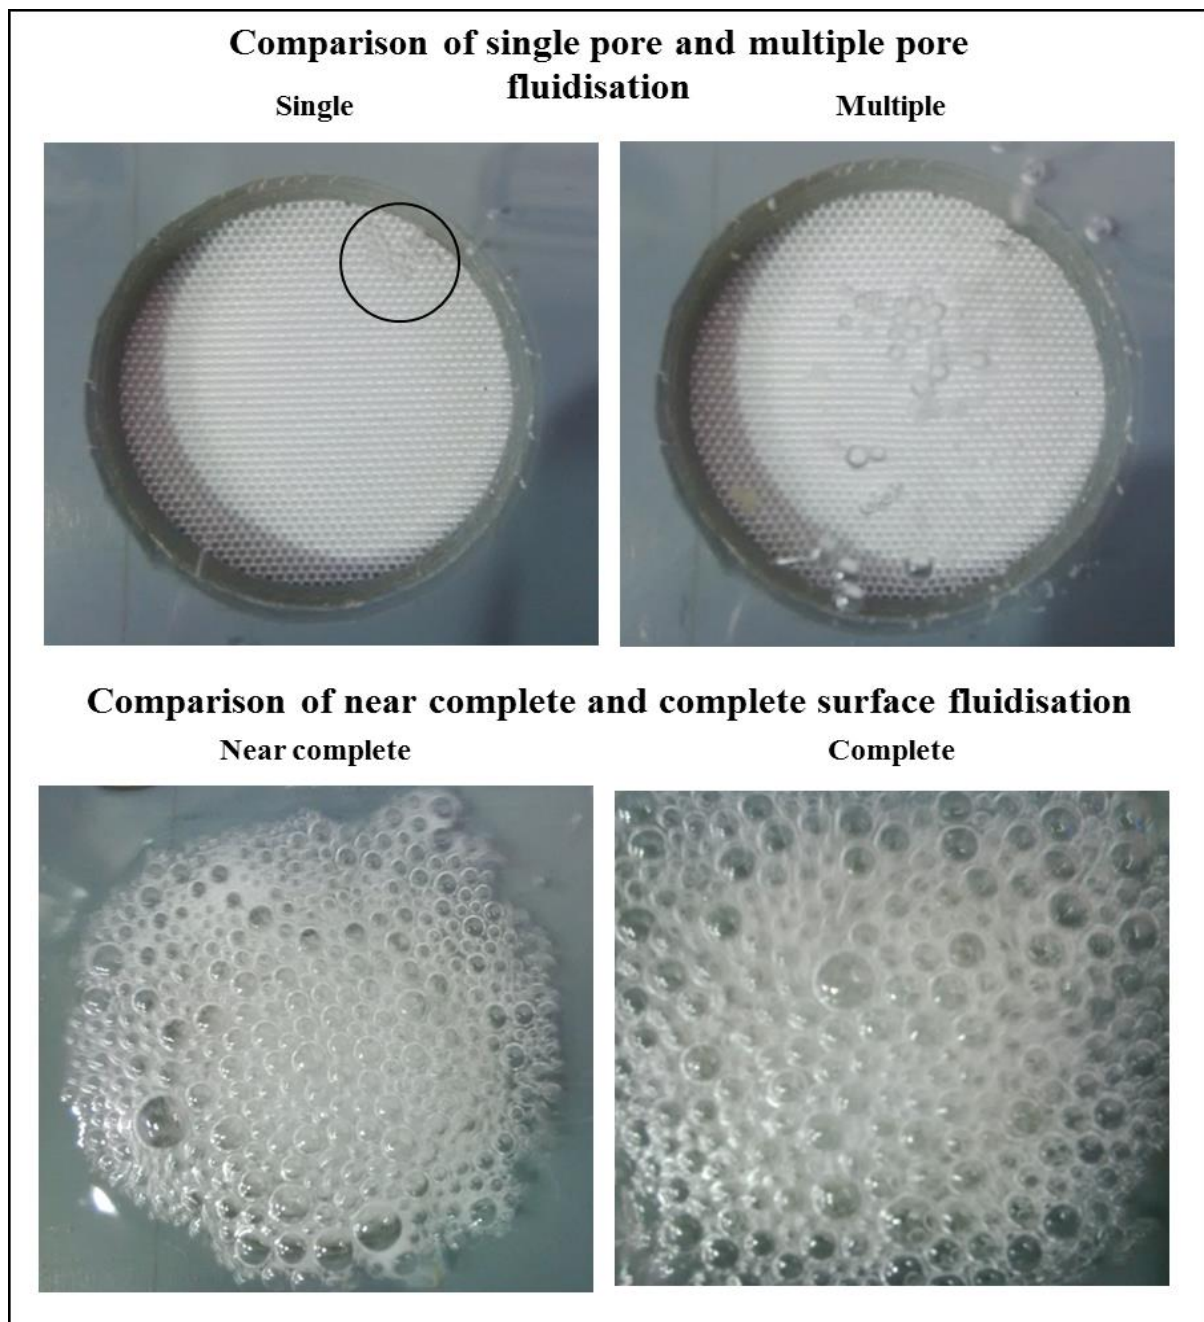 Comparison of single pore and multiple pore
fluidisation
Single
Multiple
Comparison of near complete and complete surface fluidisation
Near complete
Complete